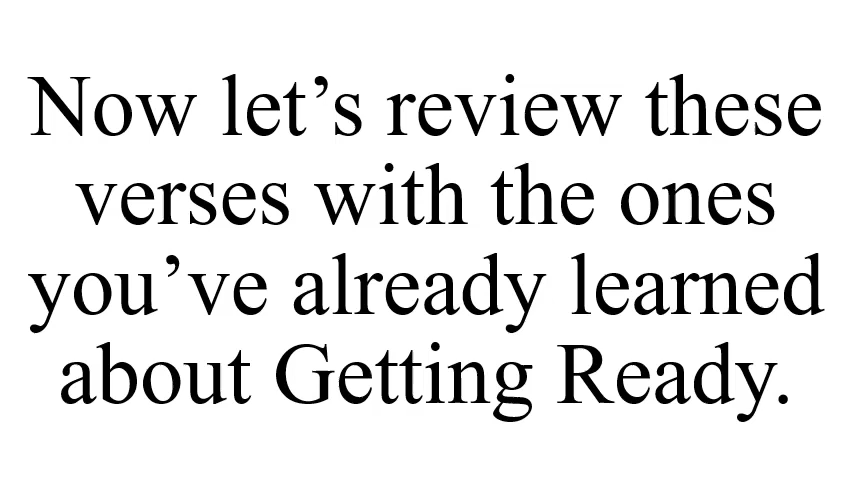 Now let’s review these
verses with the ones
you’ve already learned
about Getting Ready.